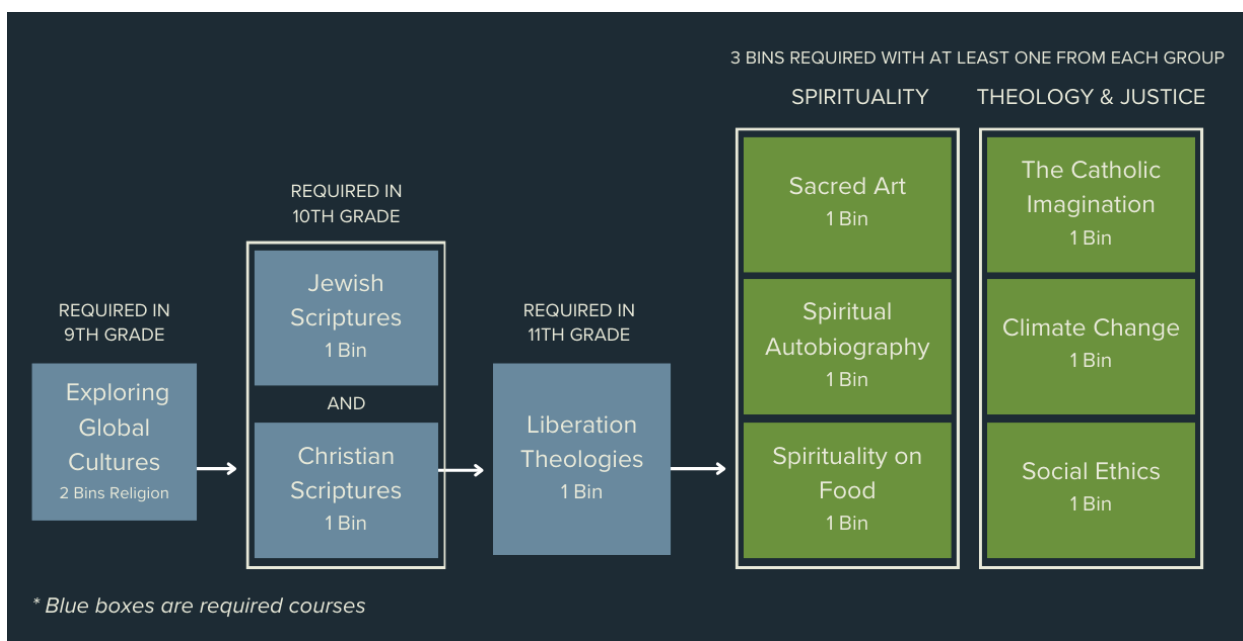 3 BINS REQUIRED WITH AT LEAST ONE FROM EACH GROUP
SPIRITUALITY
THEOLOGY & JUSTICE
REQUIRED IN
9TH GRADE
Exploring
Global
Cultures
2 Bins Religion
REQUIRED IN
10TH GRADE
Jewish
Scriptures
1 Bin
AND
Christian
Scriptures
1 Bin
REQUIRED IN
11TH GRADE
Liberation
Theologies
1 Bin
Sacred Art
1 Bin
Spiritual
Autobiography
1 Bin
Spirituality on
Food
1 Bin
The Catholic
Imagination
1 Bin
Climate Change
1 Bin
Social Ethics
1 Bin
* Blue boxes are required courses